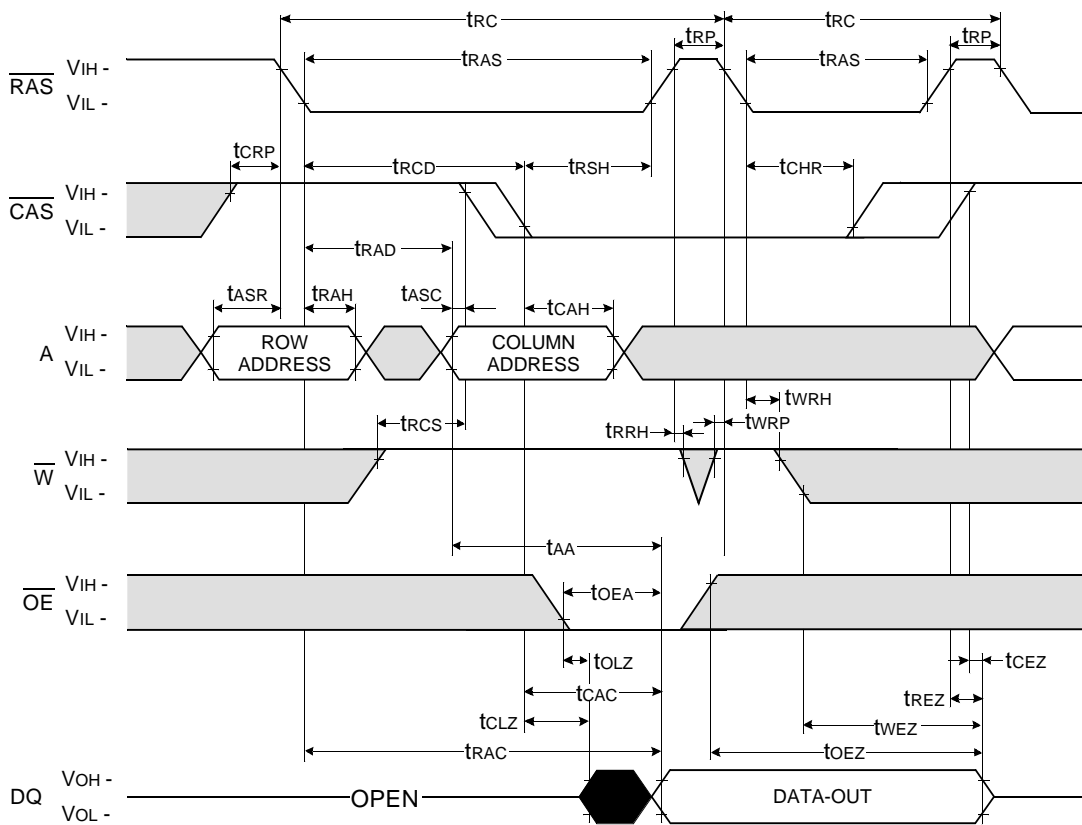 tRC tRC
tRP tRP
tRAS tRAS
RAS VIH -
VIL -
tCRP tRCD tRSH tCHR
CAS VIH -
VIL -
tRAD
tASR tRAH tASC tCAH
A VIH -
VIL -
ROW
ADDRESS
COLUMN
ADDRESS
tWRH
tRCS tRRH tWRP
W VIH -
VIL -
tAA
OE VIH -
VIL -
tOEA
tOLZ tCEZ
tCAC tREZ
tCLZ tWEZ
tRAC tOEZ
DQ VOH -
VOL -
OPEN DATA-OUT